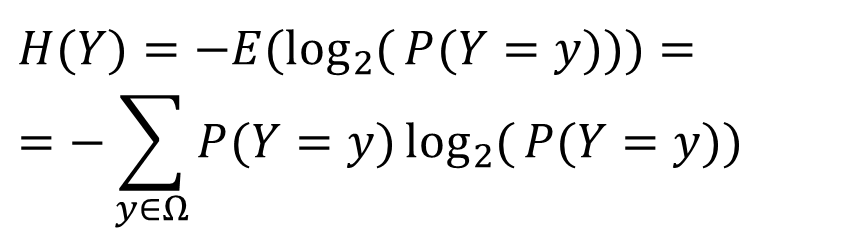 H(Y) = −E(log₂( P(Y = y))) =
= − ∑ P(Y = y) log₂( P(Y = y))
y∈Ω